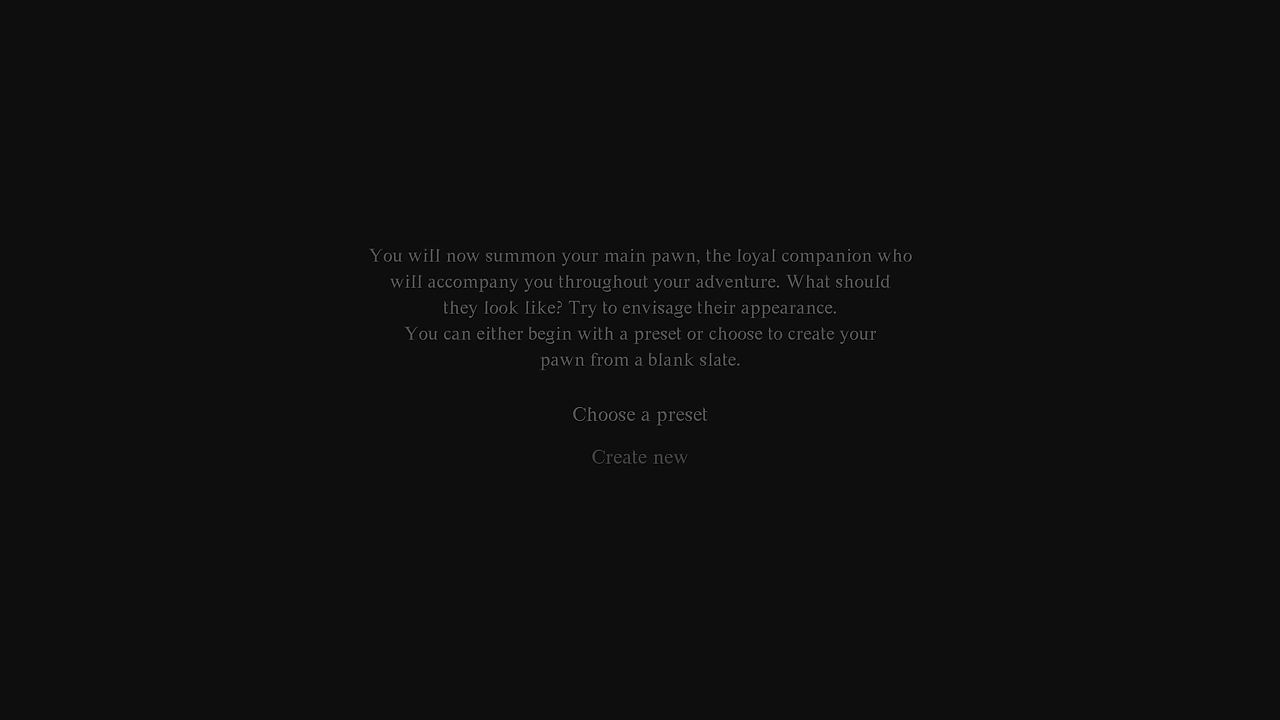 You will now summon your main pawn, the loyal companion who
will accompany you throughout your adventure. What should
they look like? Try to envisage their appearance.
You can either begin with a preset or choose to create your
pawn from a blank slate.
Choose a preset
Create new